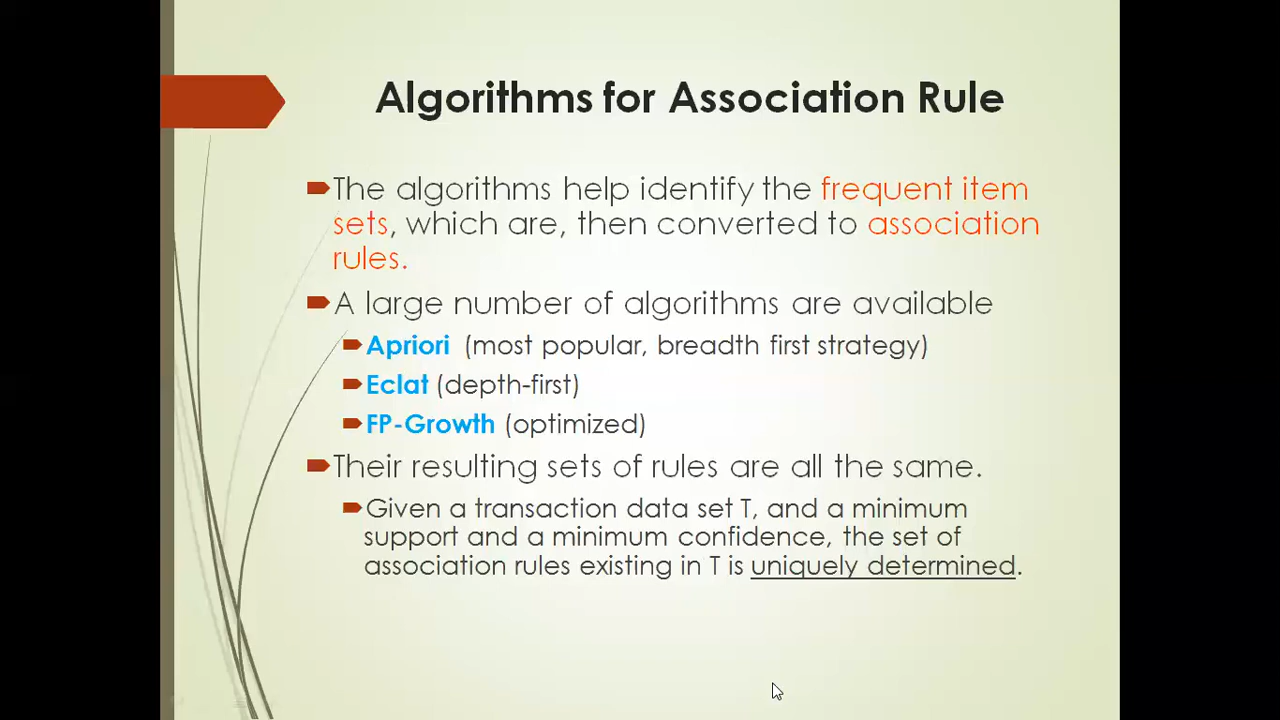 Algorithms for Association Rule
The algorithms help identify the frequent item
sets, which are, then converted to association
rules.
A large number of algorithms are available
Apriori (most popular, breadth first strategy)
Eclat (depth-first)
FP-Growth (optimized)
Their resulting sets of rules are all the same.
Given a transaction data set T, and a minimum
support and a minimum confidence, the set of
association rules existing in T is uniquely determined.